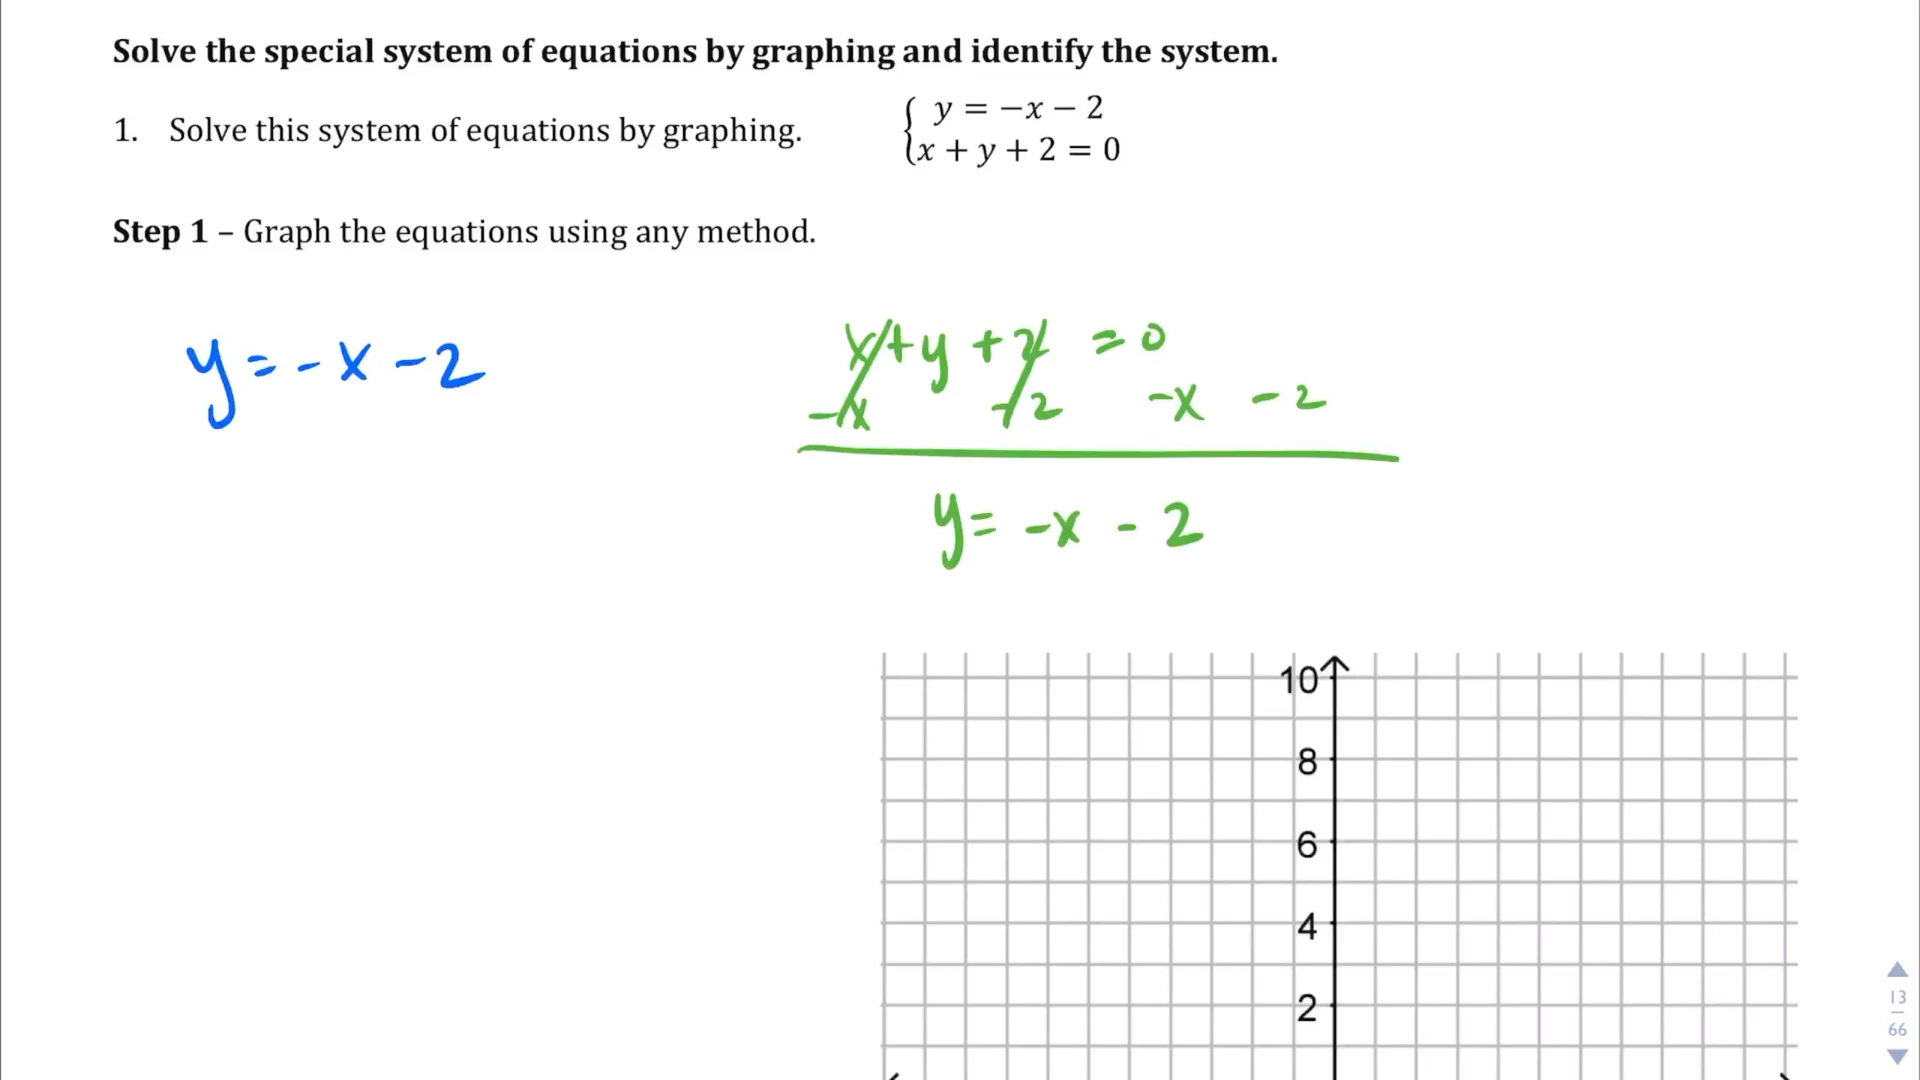 Solve the special system of equations by graphing and identify the system.
1. Solve this system of equations by graphing.
y = −x − 2
x + y + 2 = 0
Step 1 – Graph the equations using any method.
y = -x - 2
x + y + 2 = 0
-x -2 -x - 2
y = -x - 2
10
8
6
4
2
13
66